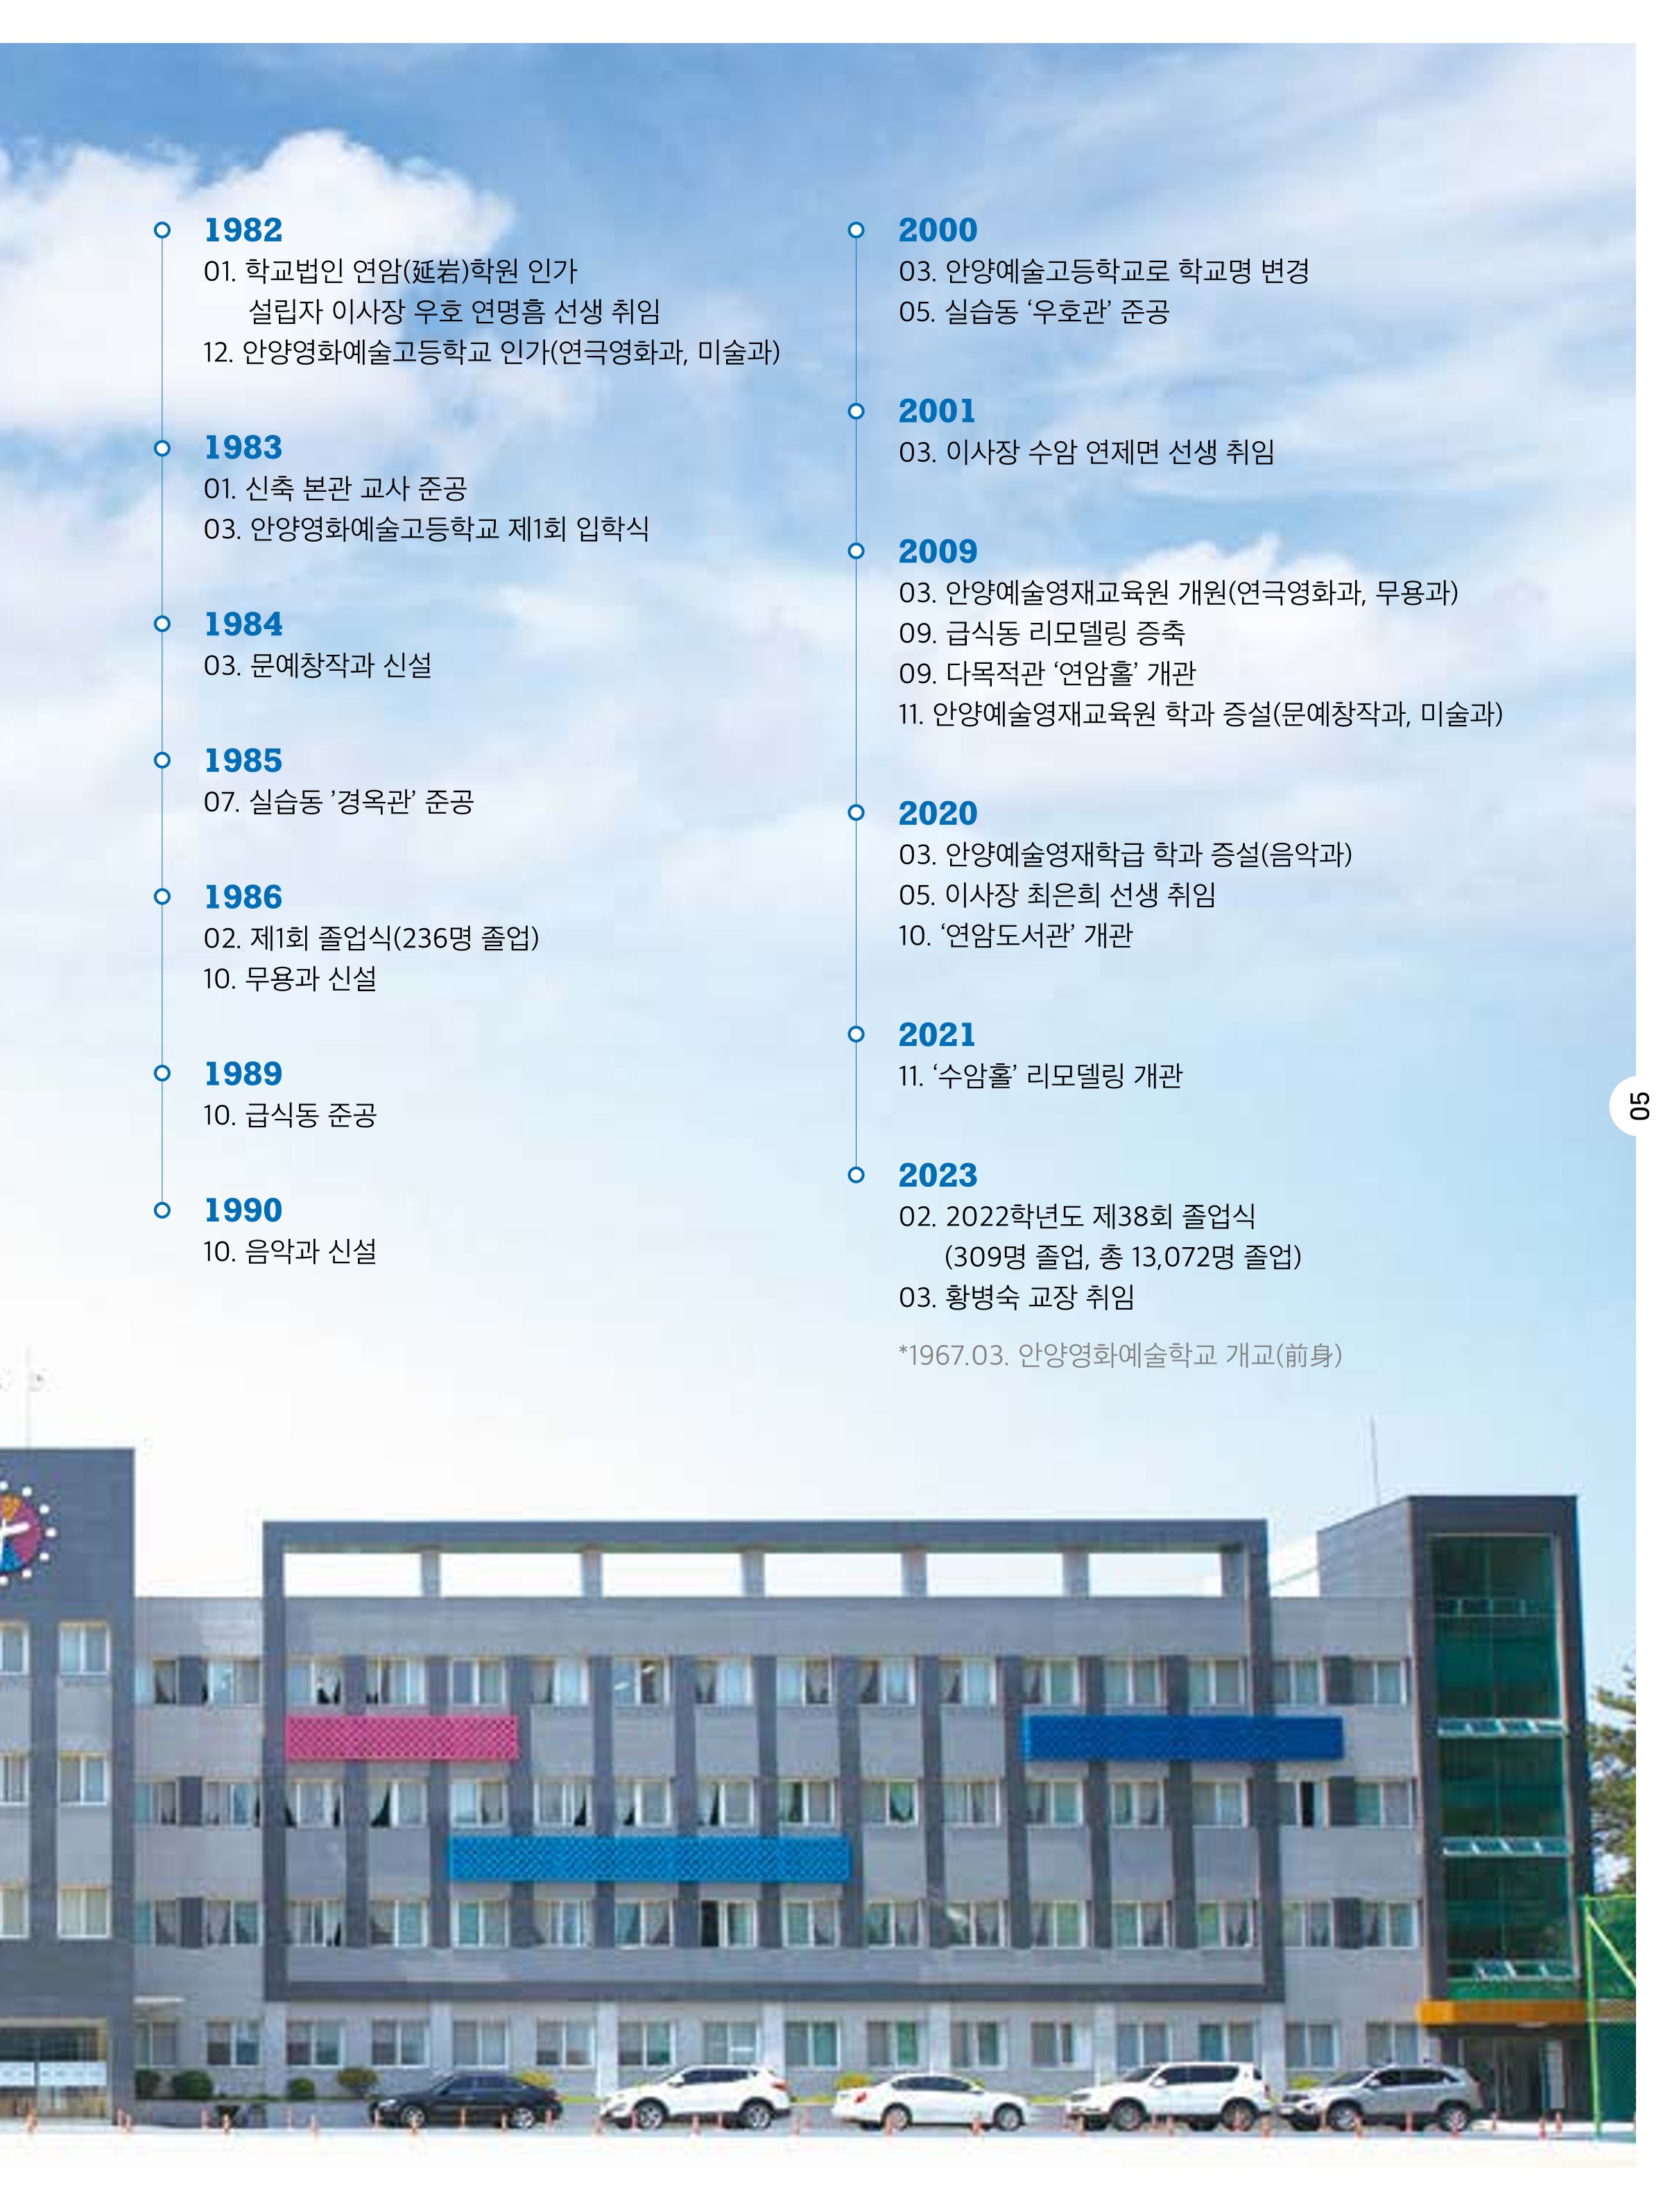 1982
01. 학교법인 연암(延岩)학원 인가
설립자 이사장 우호 연명흠 선생 취임
12. 안양영화예술고등학교 인가(연극영화과, 미술과)
1983
01. 신축 본관 교사 준공
03. 안양영화예술고등학교 제1회 입학식
1984
03. 문예창작과 신설
1985
07. 실습동 ’경옥관’ 준공
1986
02. 제1회 졸업식(236명 졸업)
10. 무용과 신설
1989
10. 급식동 준공
1990
10. 음악과 신설
2000
03. 안양예술고등학교로 학교명 변경
05. 실습동 ‘우호관’ 준공
2001
03. 이사장 수암 연제면 선생 취임
2009
03. 안양예술영재교육원 개원(연극영화과, 무용과)
09. 급식동 리모델링 증축
09. 다목적관 ‘연암홀’ 개관
11. 안양예술영재교육원 학과 증설(문예창작과, 미술과)
2020
03. 안양예술영재학급 학과 증설(음악과)
05. 이사장 최은희 선생 취임
10. ‘연암도서관’ 개관
2021
11. ‘수암홀’ 리모델링 개관
2023
02. 2022학년도 제38회 졸업식
(309명 졸업, 총 13,072명 졸업)
03. 황병숙 교장 취임
*1967.03. 안양영화예술학교 개교(前身)
05